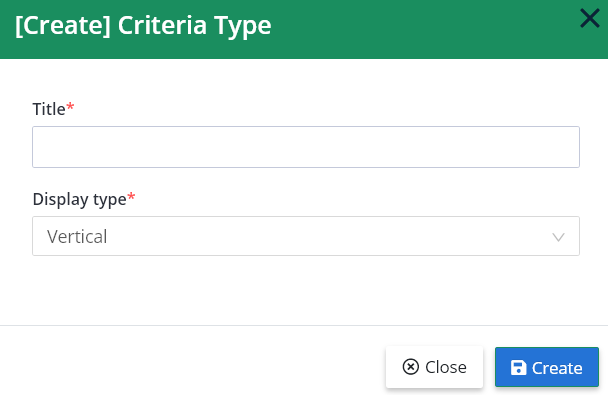 [Create] Criteria Type
Title*
Display type*
Vertical
Close
Create